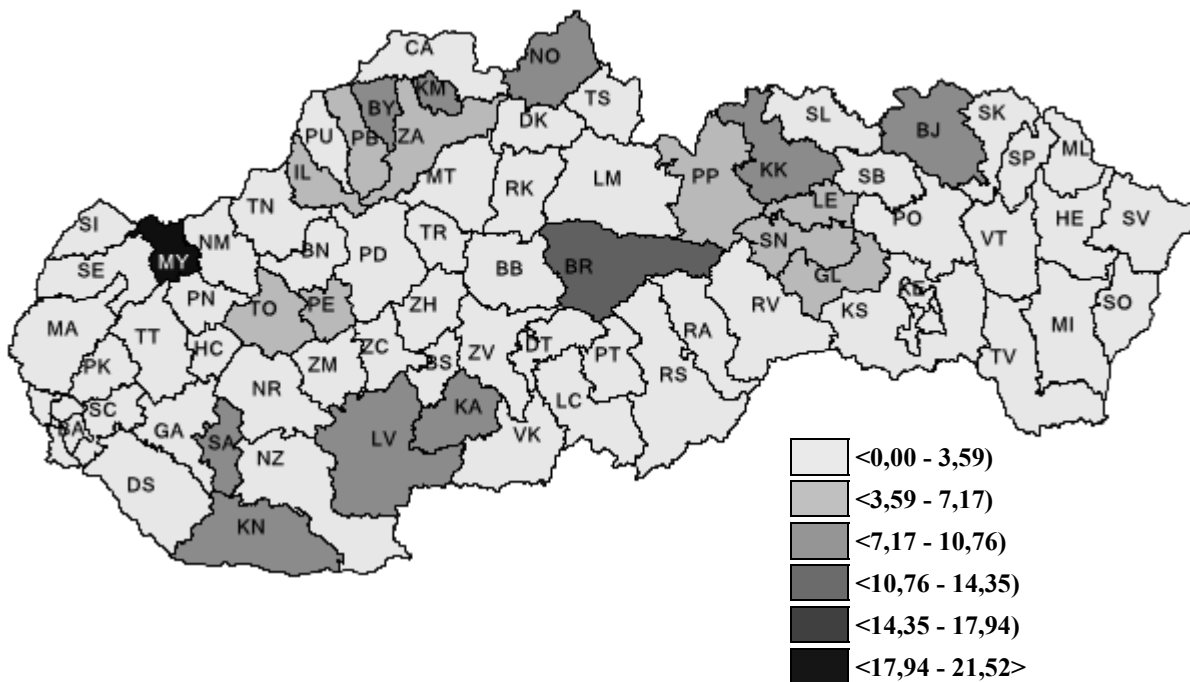 CA
NO
KM
BY
TS
PU
PB
ZA
DK
SL
SK
BJ
ML
SP
IL
MT
RK
LM
PP
KK
SB
LE
PO
HE
SV
TN
SI
NM
BN
TR
PD
BB
BR
SN
GL
VT
MY
SE
PN
TO
PE
ZH
RV
KS
KE
SO
MA
TT
HC
ZM
ZC
BS
ZV
DT
PT
RA
RS
MI
TV
PK
NR
SC
LC
KA
BA
GA
SA
NZ
LV
VK
DS
KN
<0,00 - 3,59)
<3,59 - 7,17)
<7,17 - 10,76)
<10,76 - 14,35)
<14,35 - 17,94)
<17,94 - 21,52>